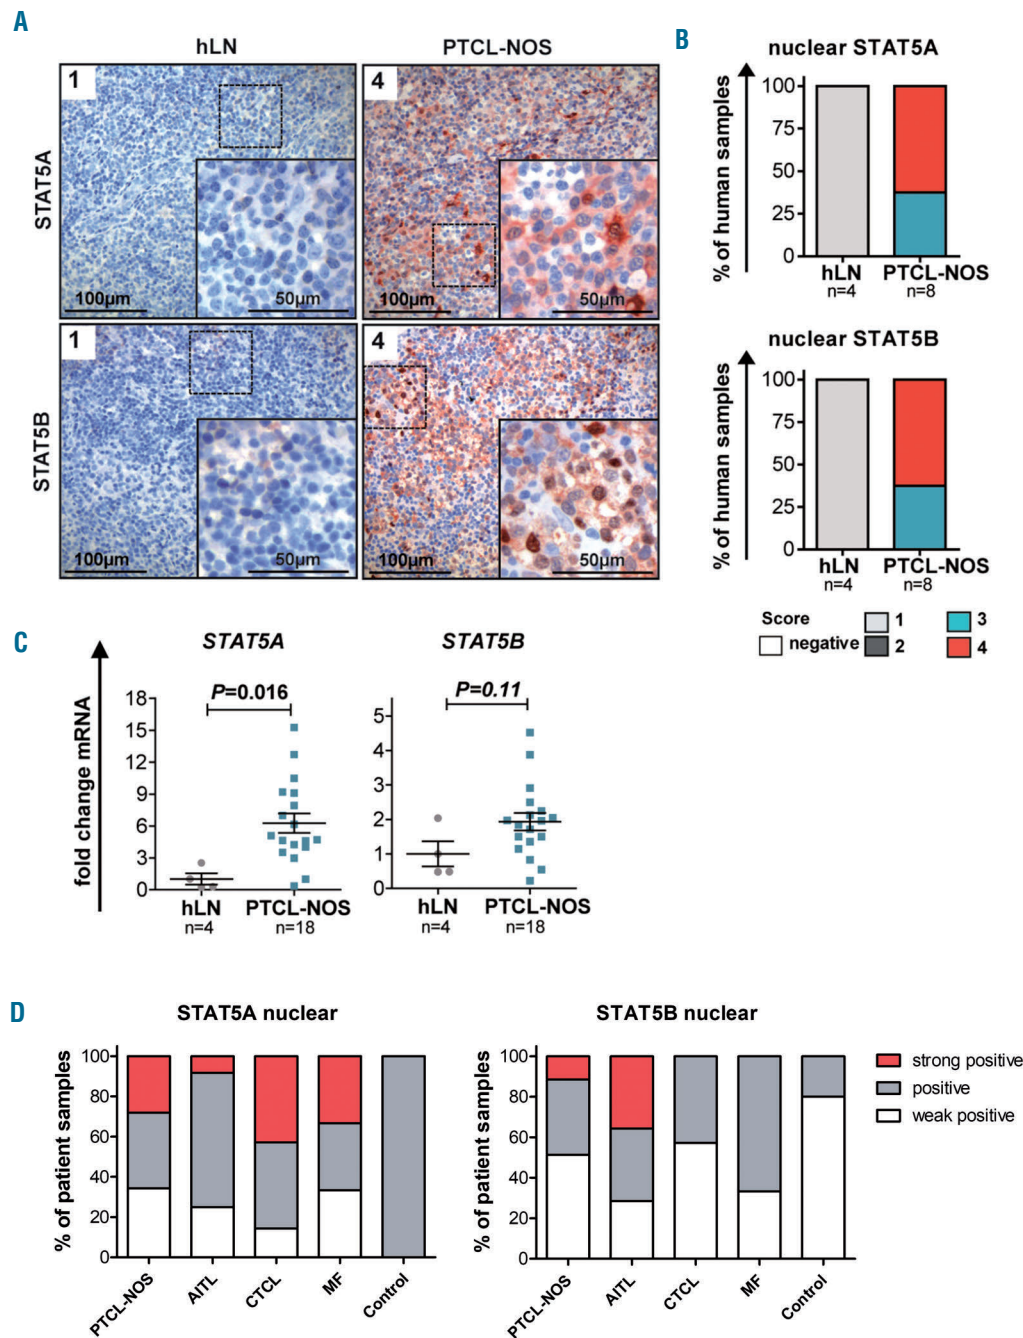 A
hLN
PTCL-NOS
STAT5A
1
100µm
50µm
4
100µm
50µm
STAT5B
1
100µm
50µm
4
100µm
50µm
B
nuclear STAT5A
% of human samples
100
75
50
25
0
hLN
PTCL-NOS
n=4
n=8
nuclear STAT5B
% of human samples
100
75
50
25
0
hLN
PTCL-NOS
n=4
n=8
Score
negative
1
2
3
4
C
fold change mRNA
STAT5A
P=0.016
18
15
12
9
6
3
0
hLN
PTCL-NOS
n=4
n=18
STAT5B
P=0.11
5
4
3
2
1
0
hLN
PTCL-NOS
n=4
n=18
D
STAT5A nuclear
% of patient samples
100
80
60
40
20
0
PTCL-NOS
AITL
CTCL
MF
Control
STAT5B nuclear
% of patient samples
100
80
60
40
20
0
PTCL-NOS
AITL
CTCL
MF
Control
strong positive
positive
weak positive